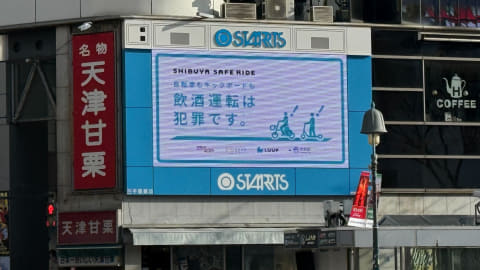 名物
天津甘栗
STARTS
SHIBUYA SAFE RIDE
自転車もキックボードも
飲酒運転は
犯罪です。
LUUP
STARTS
COFFEE
天津甘栗